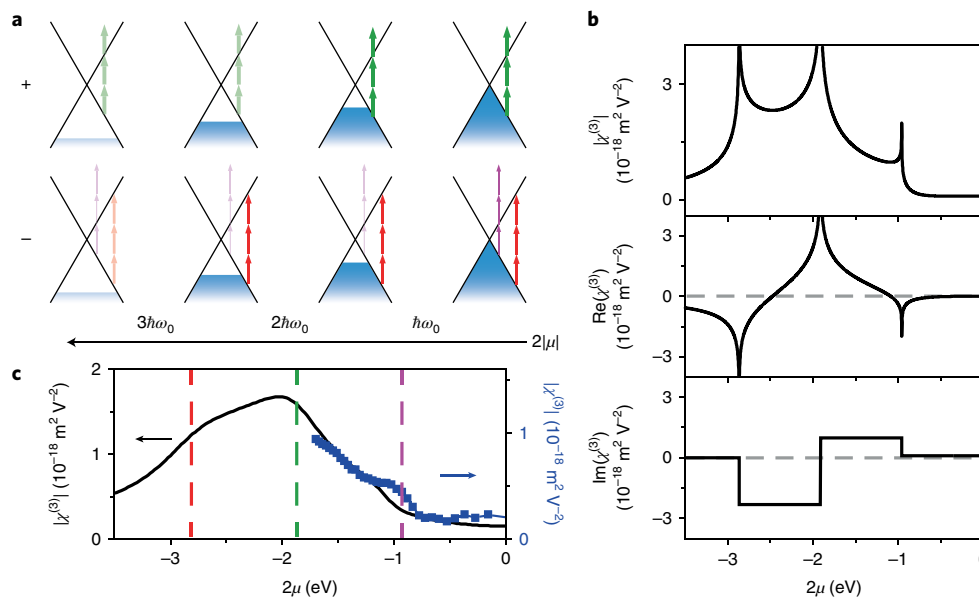 a
+
−
3ħω₀ 2ħω₀ ħω₀
2|μ|
b
|χ⁽³⁾|
(10⁻¹⁸ m² V⁻²)
3
0
Re(χ⁽³⁾)
(10⁻¹⁸ m² V⁻²)
3
0
−3
Im(χ⁽³⁾)
(10⁻¹⁸ m² V⁻²)
3
0
−3
−3 −2 −1
2μ (eV)
c
|χ⁽³⁾| (10⁻¹⁸ m² V⁻²)
2
1
0
|χ⁽³⁾| (10⁻¹⁸ m² V⁻²)
1
0
−3 −2 −1 0
2μ (eV)